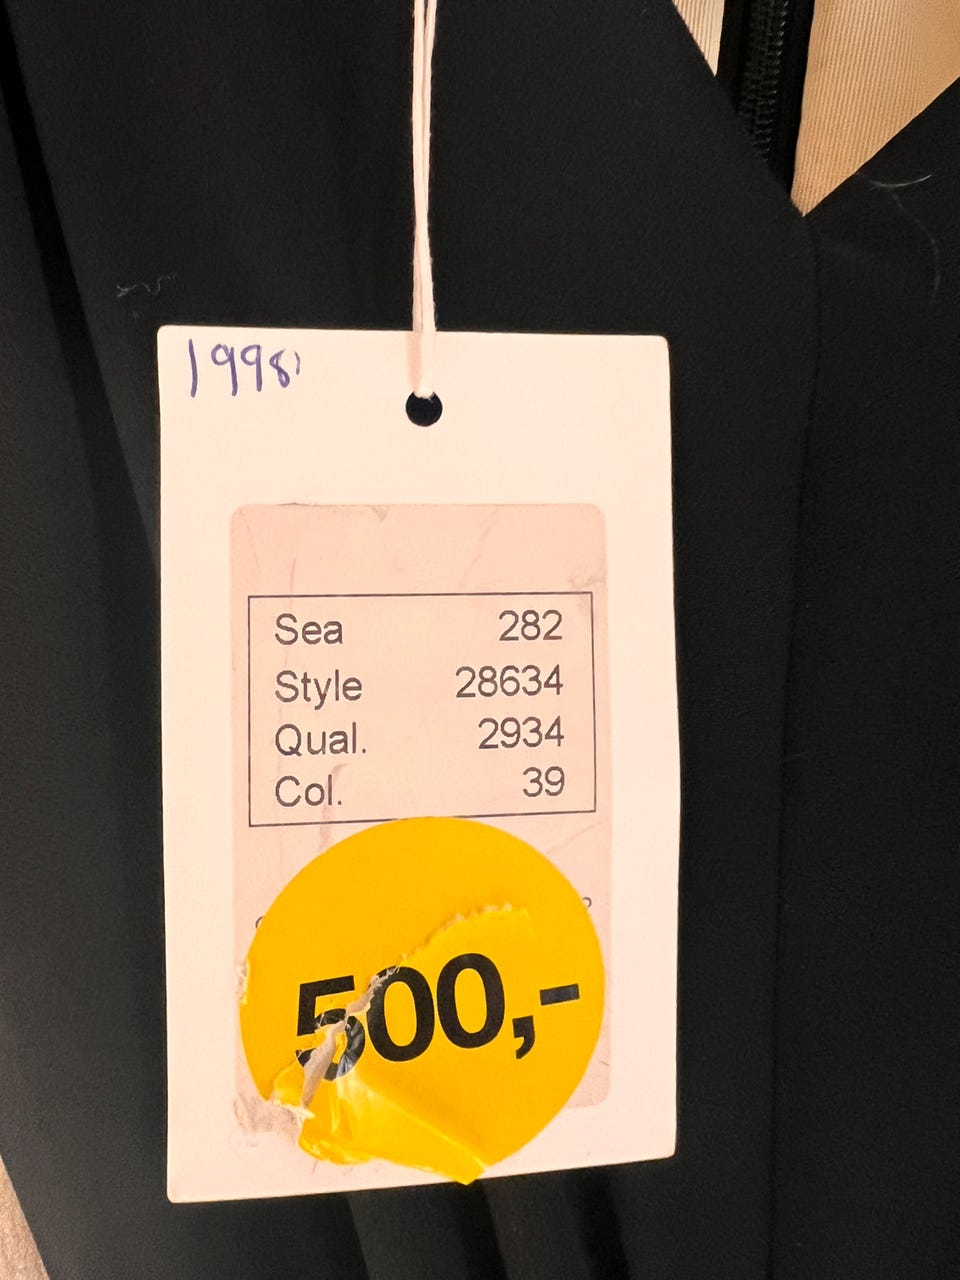 1998
Sea 282
Style 28634
Qual. 2934
Col. 39
500,-